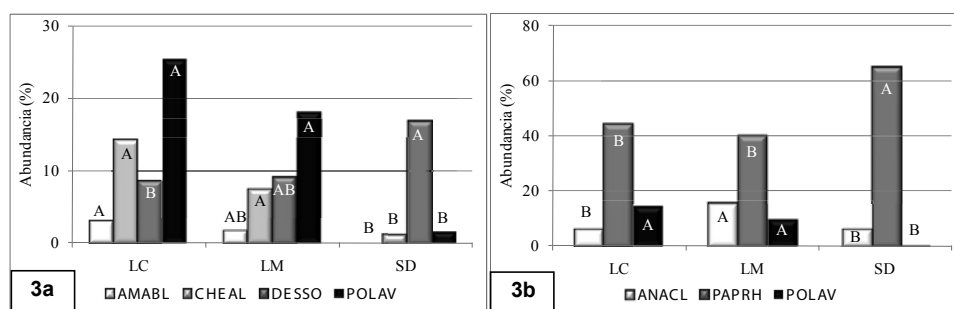 30
20
10
0
Abundancia (%)
A
A
B
A
AB
A
AB
A
B
B
A
B
LC
LM
SD
3a
AMABL
CHEAL
DESSO
POLAV
80
60
40
20
0
Abundancia (%)
B
B
A
A
B
A
B
A
B
LC
LM
SD
3b
ANACL
PAPRH
POLAV